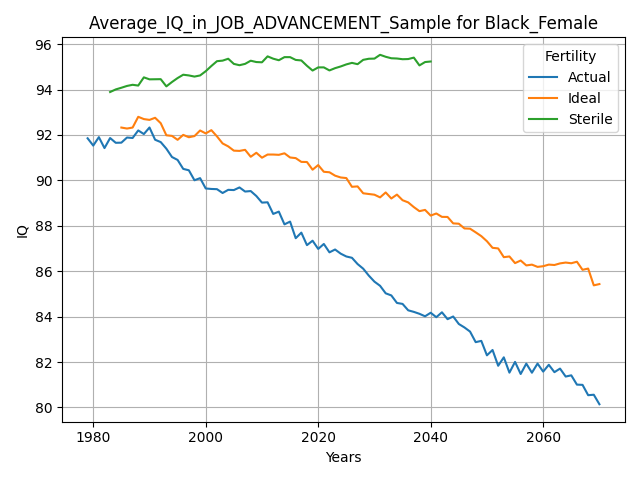 Average_IQ_in_JOB_ADVANCEMENT_Sample for Black_Female
96
94
92
90
88
86
84
82
80
IQ
1980
2000
2020
2040
2060
Years
Fertility
Actual
Ideal
Sterile